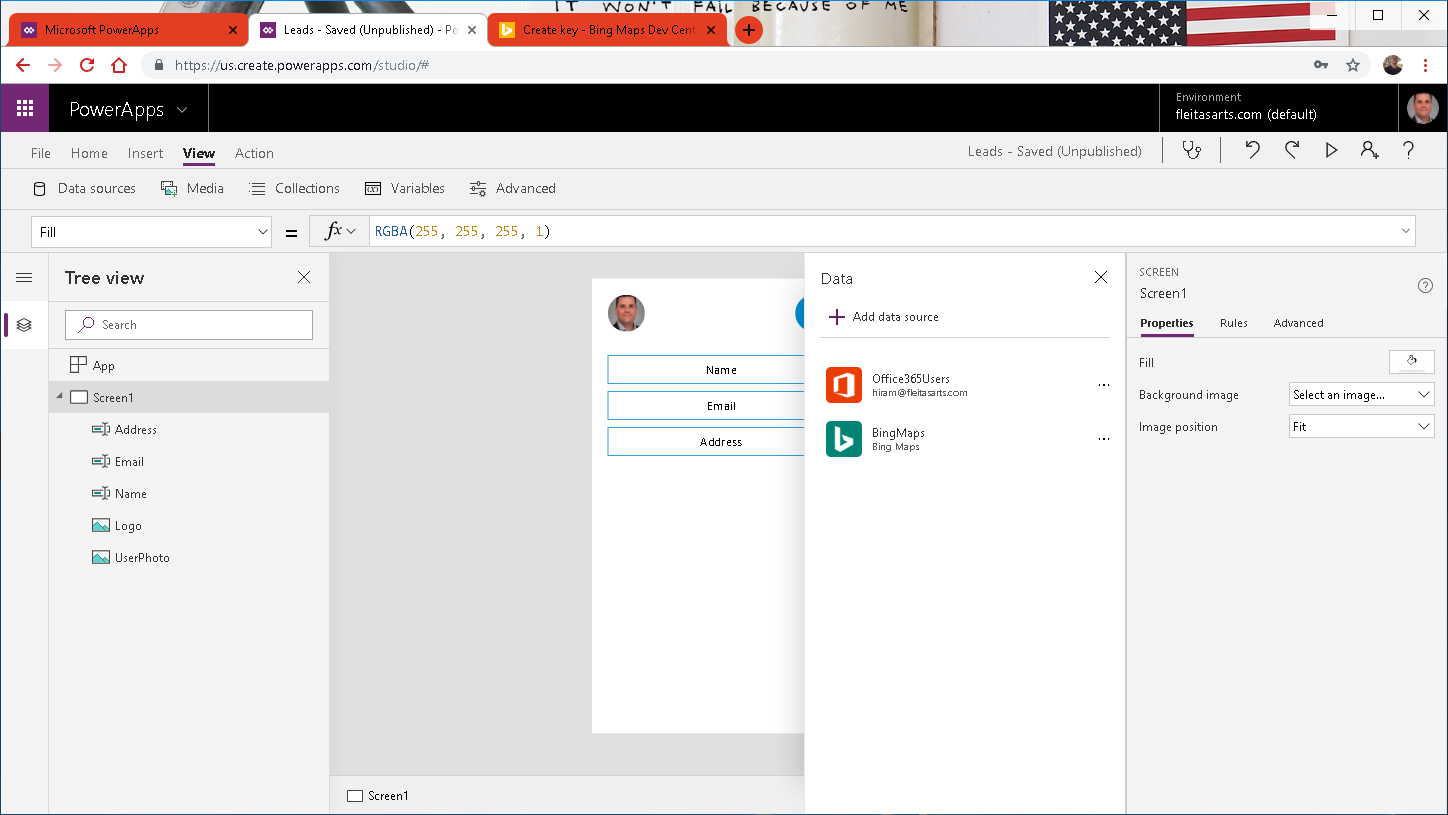 IT WON'T FAIL BECAUSE OF ME
Microsoft PowerApps
Leads - Saved (Unpublished) - Po
Create key - Bing Maps Dev Cent
https://us.create.powerapps.com/studio/#
PowerApps
Environment
fleitasarts.com (default)
File Home Insert View Action
Leads - Saved (Unpublished)
Data sources Media Collections Variables Advanced
Fill = fx RGBA(255, 255, 255, 1)
Tree view
Search
App
Screen1
Address
Email
Name
Logo
UserPhoto
Name
Email
Address
Screen1
Data
Add data source
Office365Users
hiram@fleitasarts.com
BingMaps
Bing Maps
SCREEN
Screen1
Properties Rules Advanced
Fill
Background image Select an image...
Image position Fit